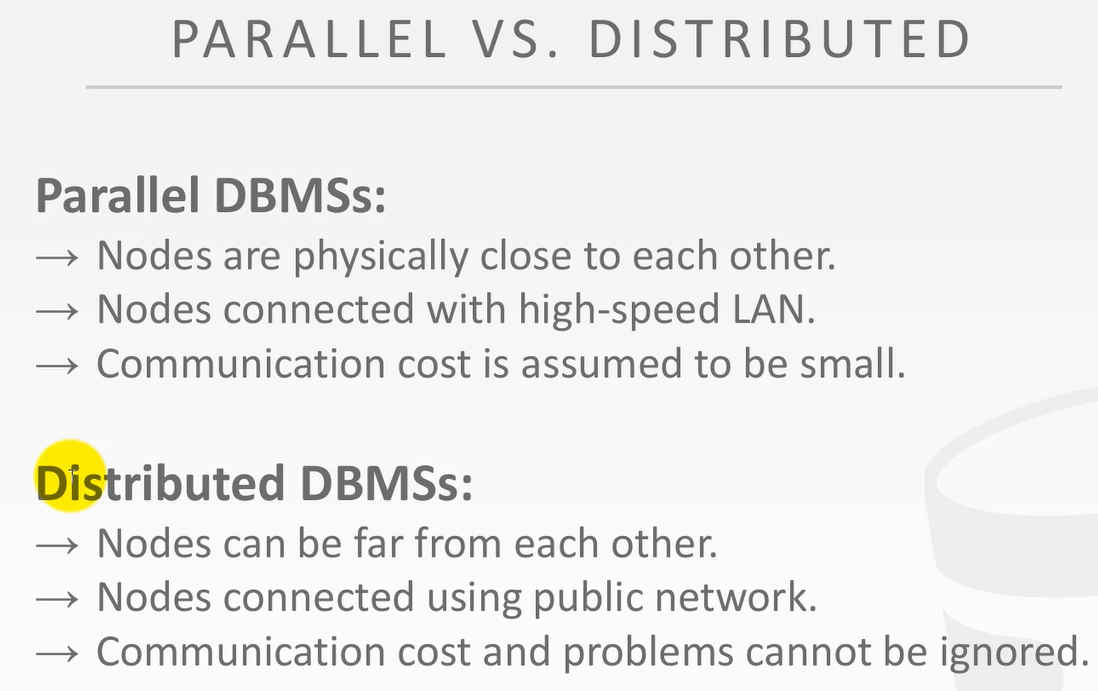 PARALLEL VS. DISTRIBUTED
Parallel DBMSs:
→ Nodes are physically close to each other.
→ Nodes connected with high-speed LAN.
→ Communication cost is assumed to be small.
Distributed DBMSs:
→ Nodes can be far from each other.
→ Nodes connected using public network.
→ Communication cost and problems cannot be ignored.